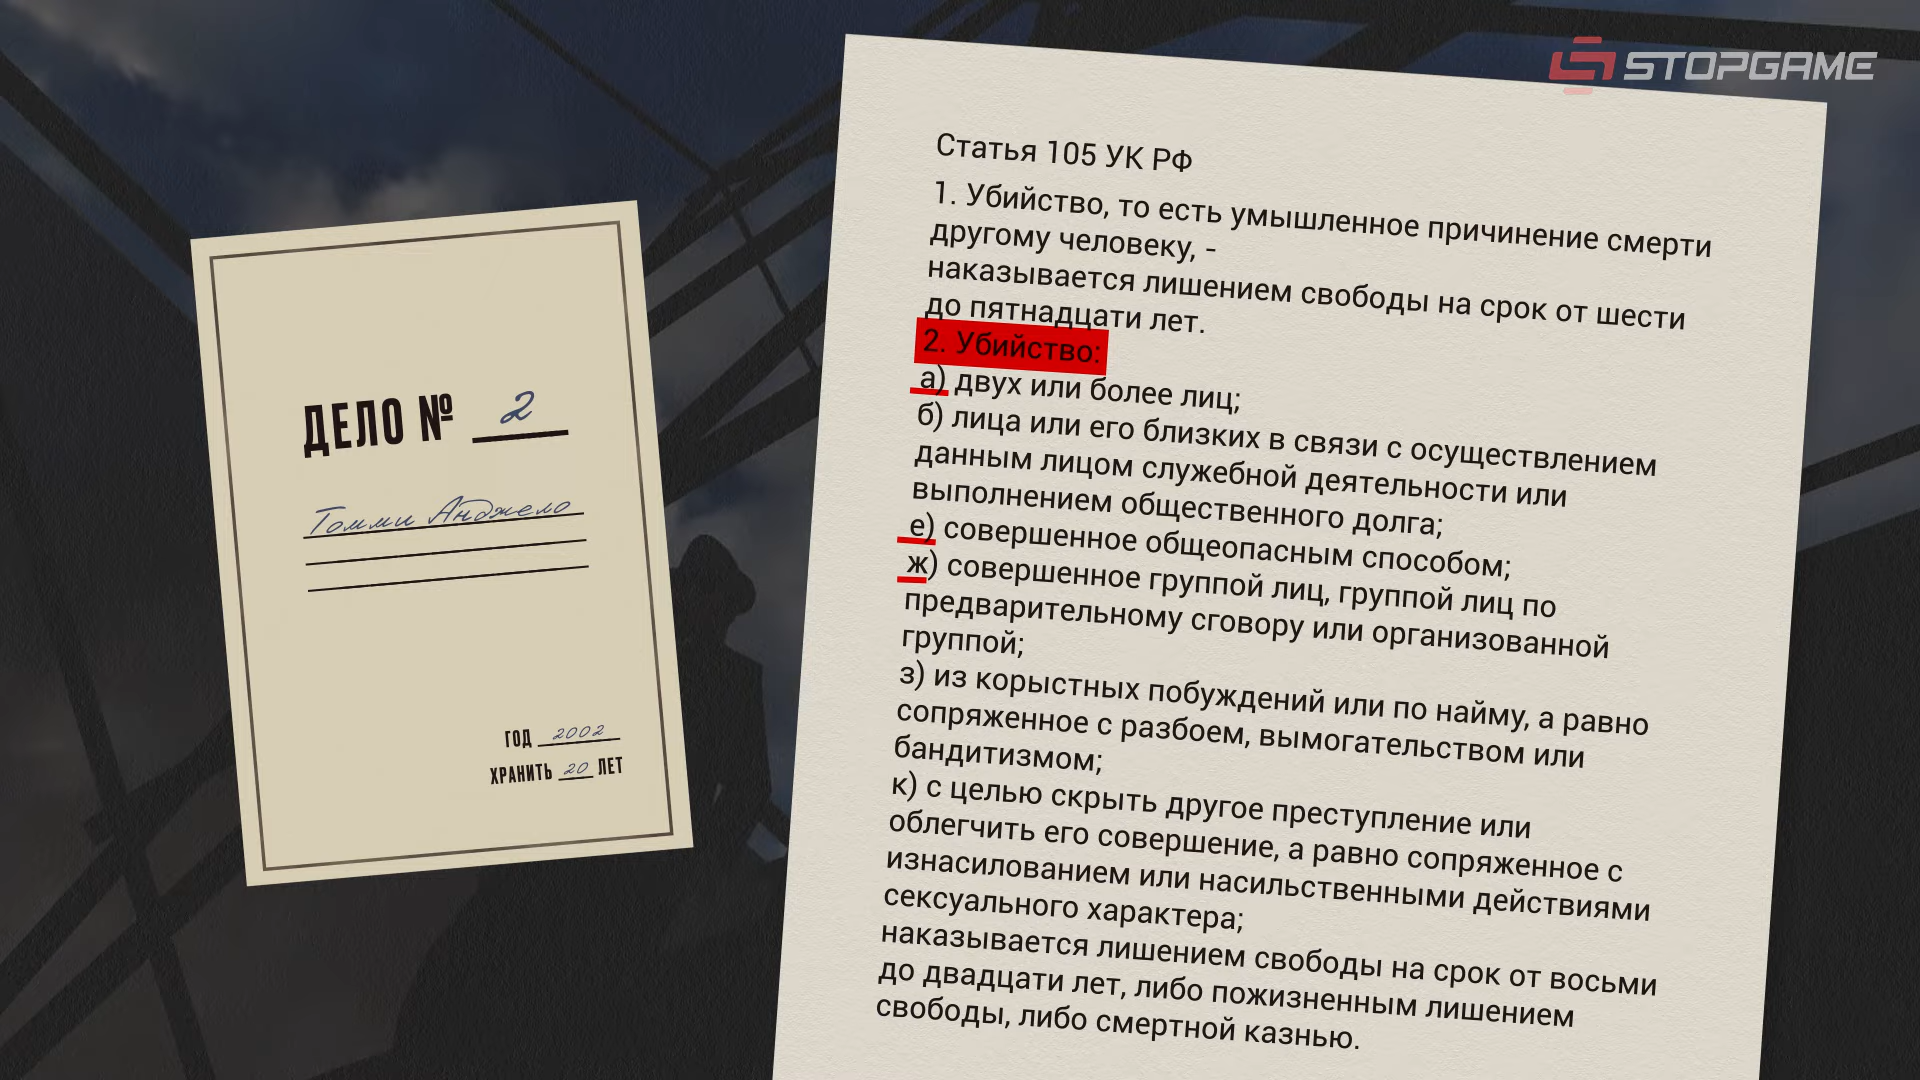 STOPGAME
ДЕЛО № 2
Томми Анджело
ГОД 2002
ХРАНИТЬ 20 ЛЕТ
Статья 105 УК РФ
1. Убийство, то есть умышленное причинение смерти
другому человеку, -
наказывается лишением свободы на срок от шести
до пятнадцати лет.
2. Убийство:
а) двух или более лиц;
б) лица или его близких в связи с осуществлением
данным лицом служебной деятельности или
выполнением общественного долга;
е) совершенное общеопасным способом;
ж) совершенное группой лиц, группой лиц по
предварительному сговору или организованной
группой;
з) из корыстных побуждений или по найму, а равно
сопряженное с разбоем, вымогательством или
бандитизмом;
к) с целью скрыть другое преступление или
облегчить его совершение, а равно сопряженное с
изнасилованием или насильственными действиями
сексуального характера;
наказывается лишением свободы на срок от восьми
до двадцати лет, либо пожизненным лишением
свободы, либо смертной казнью.